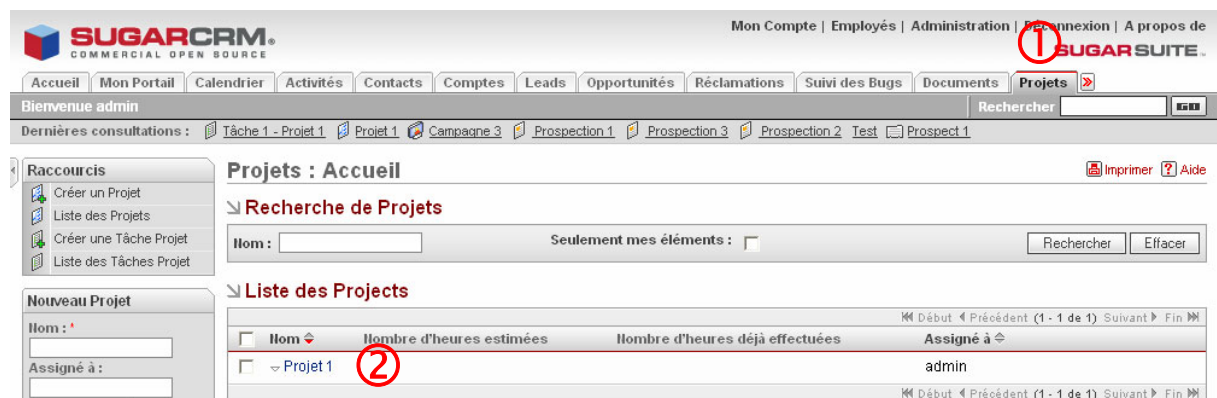 Mon Compte | Employés | Administration | Déconnexion | A propos de
SUGARCRM.
COMMERCIAL OPEN SOURCE
①
SUGAR SUITE
Accueil Mon Portail Calendrier Activités Contacts Comptes Leads Opportunités Réclamations Suivi des Bugs Documents Projets
Bienvenue admin
Rechercher GO
Dernières consultations : Tâche 1 - Projet 1 Projet 1 Campagne 3 Prospection 1 Prospection 3 Prospection 2 Test Prospect 1
Raccourcis
Créer un Projet
Liste des Projets
Créer une Tâche Projet
Liste des Tâches Projet
Nouveau Projet
Nom : *
Assigné à :
Projets : Accueil
Imprimer ? Aide
Recherche de Projets
Nom : Seulement mes éléments : Rechercher Effacer
Liste des Projects
Début Précédent (1 - 1 de 1) Suivant Fin
Nom Nombre d'heures estimées Nombre d'heures déjà effectuées Assigné à
Projet 1 ② admin
Début Précédent (1 - 1 de 1) Suivant Fin